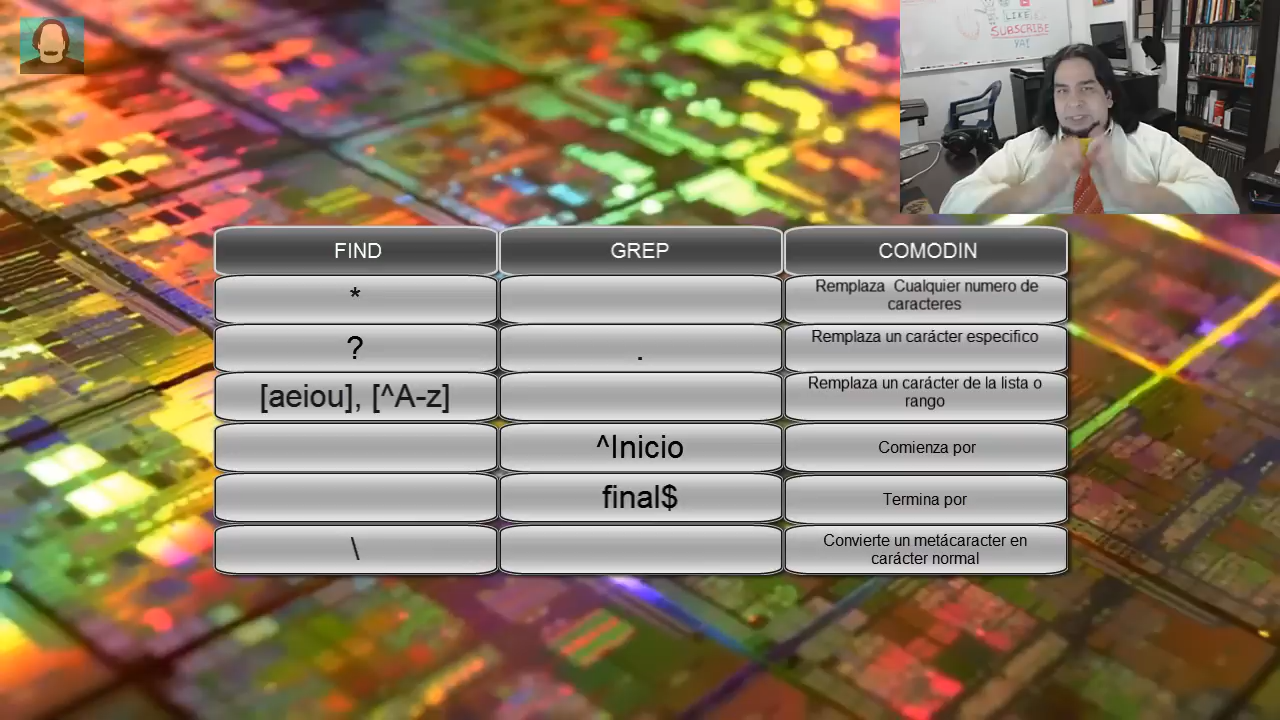 LIKE
SUBSCRIBE
YA!
FIND GREP COMODIN
* Remplaza Cualquier numero de
caracteres
? . Remplaza un carácter especifico
[aeiou], [^A-z] Remplaza un carácter de la lista o
rango
^Inicio Comienza por
final$ Termina por
\ Convierte un metácaracter en
carácter normal